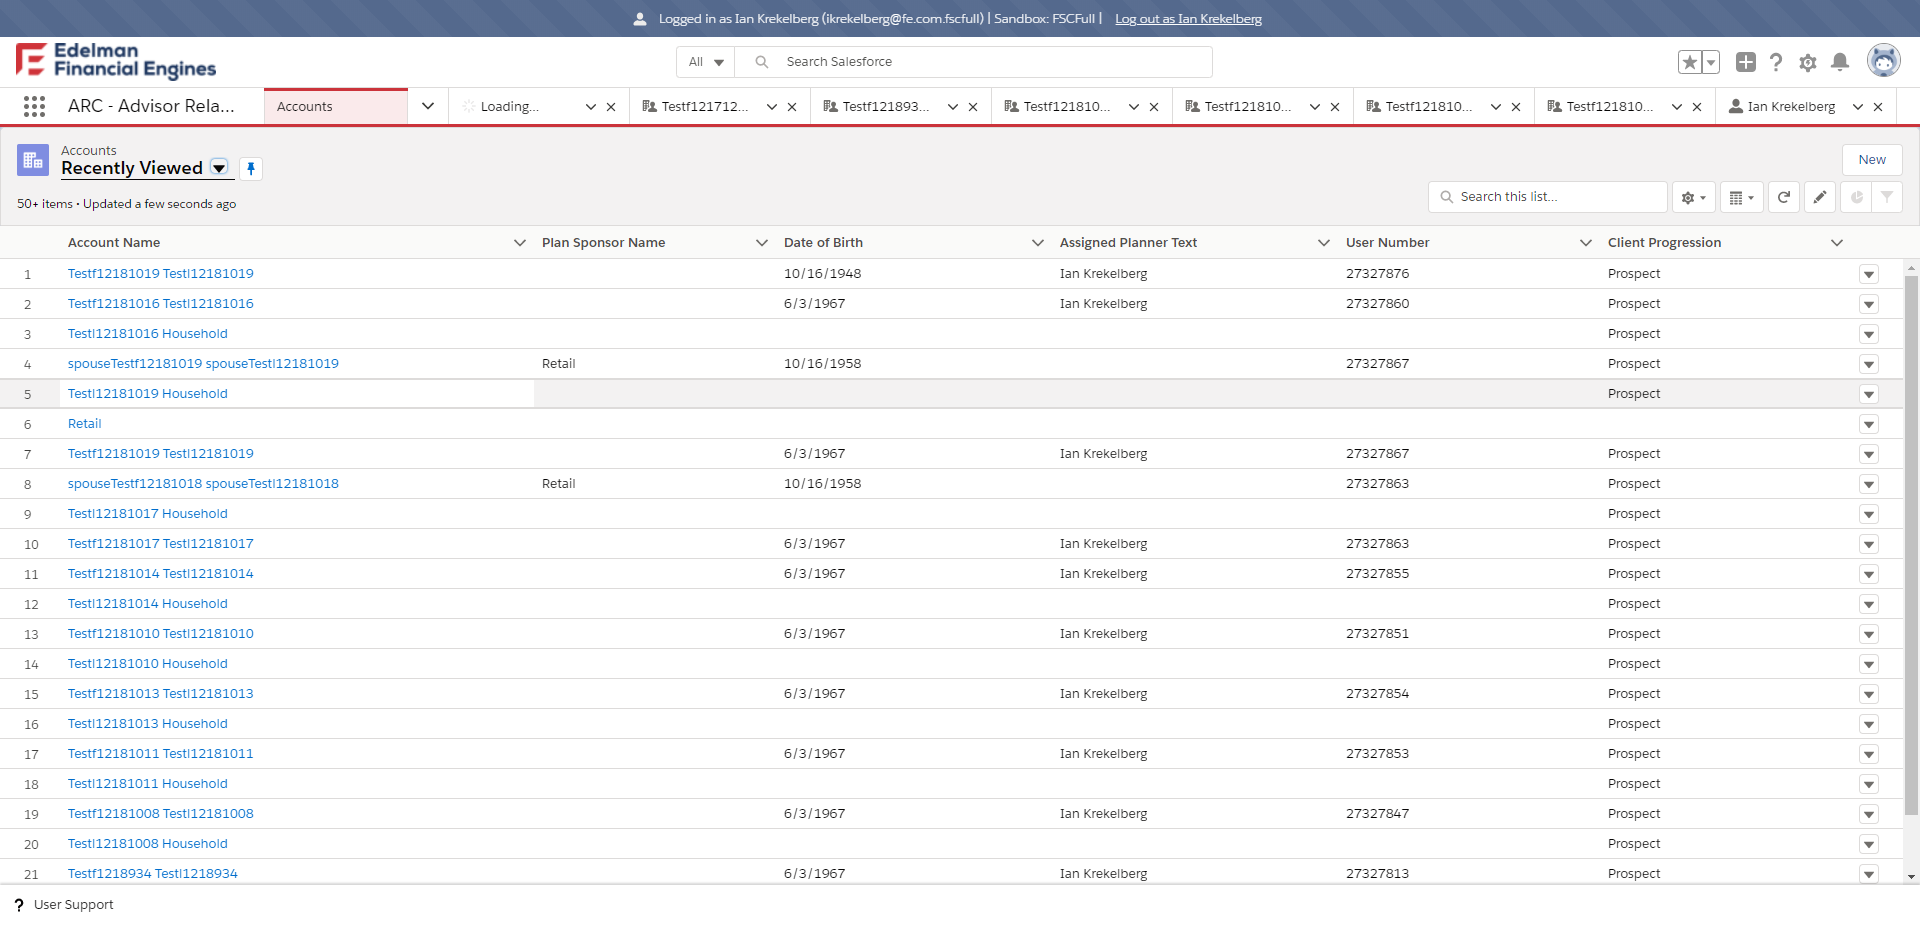 Logged in as Ian Krekelberg (ikrekelberg@fe.com.fscfull) | Sandbox: FSCFull | Log out as Ian Krekelberg
Edelman
Financial Engines
All Search Salesforce
ARC - Advisor Rela... Accounts Loading... Testf121712... Testf121893... Testf121810... Testf121810... Testf121810... Testf121810... Ian Krekelberg
Accounts
Recently Viewed
New
50+ items • Updated a few seconds ago
Search this list...
Account Name Plan Sponsor Name Date of Birth Assigned Planner Text User Number Client Progression
1 Testf12181019 Testl12181019 10/16/1948 Ian Krekelberg 27327876 Prospect
2 Testf12181016 Testl12181016 6/3/1967 Ian Krekelberg 27327860 Prospect
3 Testl12181016 Household Prospect
4 spouseTestf12181019 spouseTestl12181019 Retail 10/16/1958 27327867 Prospect
5 Testl12181019 Household Prospect
6 Retail
7 Testf12181019 Testl12181019 6/3/1967 Ian Krekelberg 27327867 Prospect
8 spouseTestf12181018 spouseTestl12181018 Retail 10/16/1958 27327863 Prospect
9 Testl12181017 Household Prospect
10 Testf12181017 Testl12181017 6/3/1967 Ian Krekelberg 27327863 Prospect
11 Testf12181014 Testl12181014 6/3/1967 Ian Krekelberg 27327855 Prospect
12 Testl12181014 Household Prospect
13 Testf12181010 Testl12181010 6/3/1967 Ian Krekelberg 27327851 Prospect
14 Testl12181010 Household Prospect
15 Testf12181013 Testl12181013 6/3/1967 Ian Krekelberg 27327854 Prospect
16 Testl12181013 Household Prospect
17 Testf12181011 Testl12181011 6/3/1967 Ian Krekelberg 27327853 Prospect
18 Testl12181011 Household Prospect
19 Testf12181008 Testl12181008 6/3/1967 Ian Krekelberg 27327847 Prospect
20 Testl12181008 Household Prospect
21 Testf1218934 Testl1218934 6/3/1967 Ian Krekelberg 27327813 Prospect
? User Support